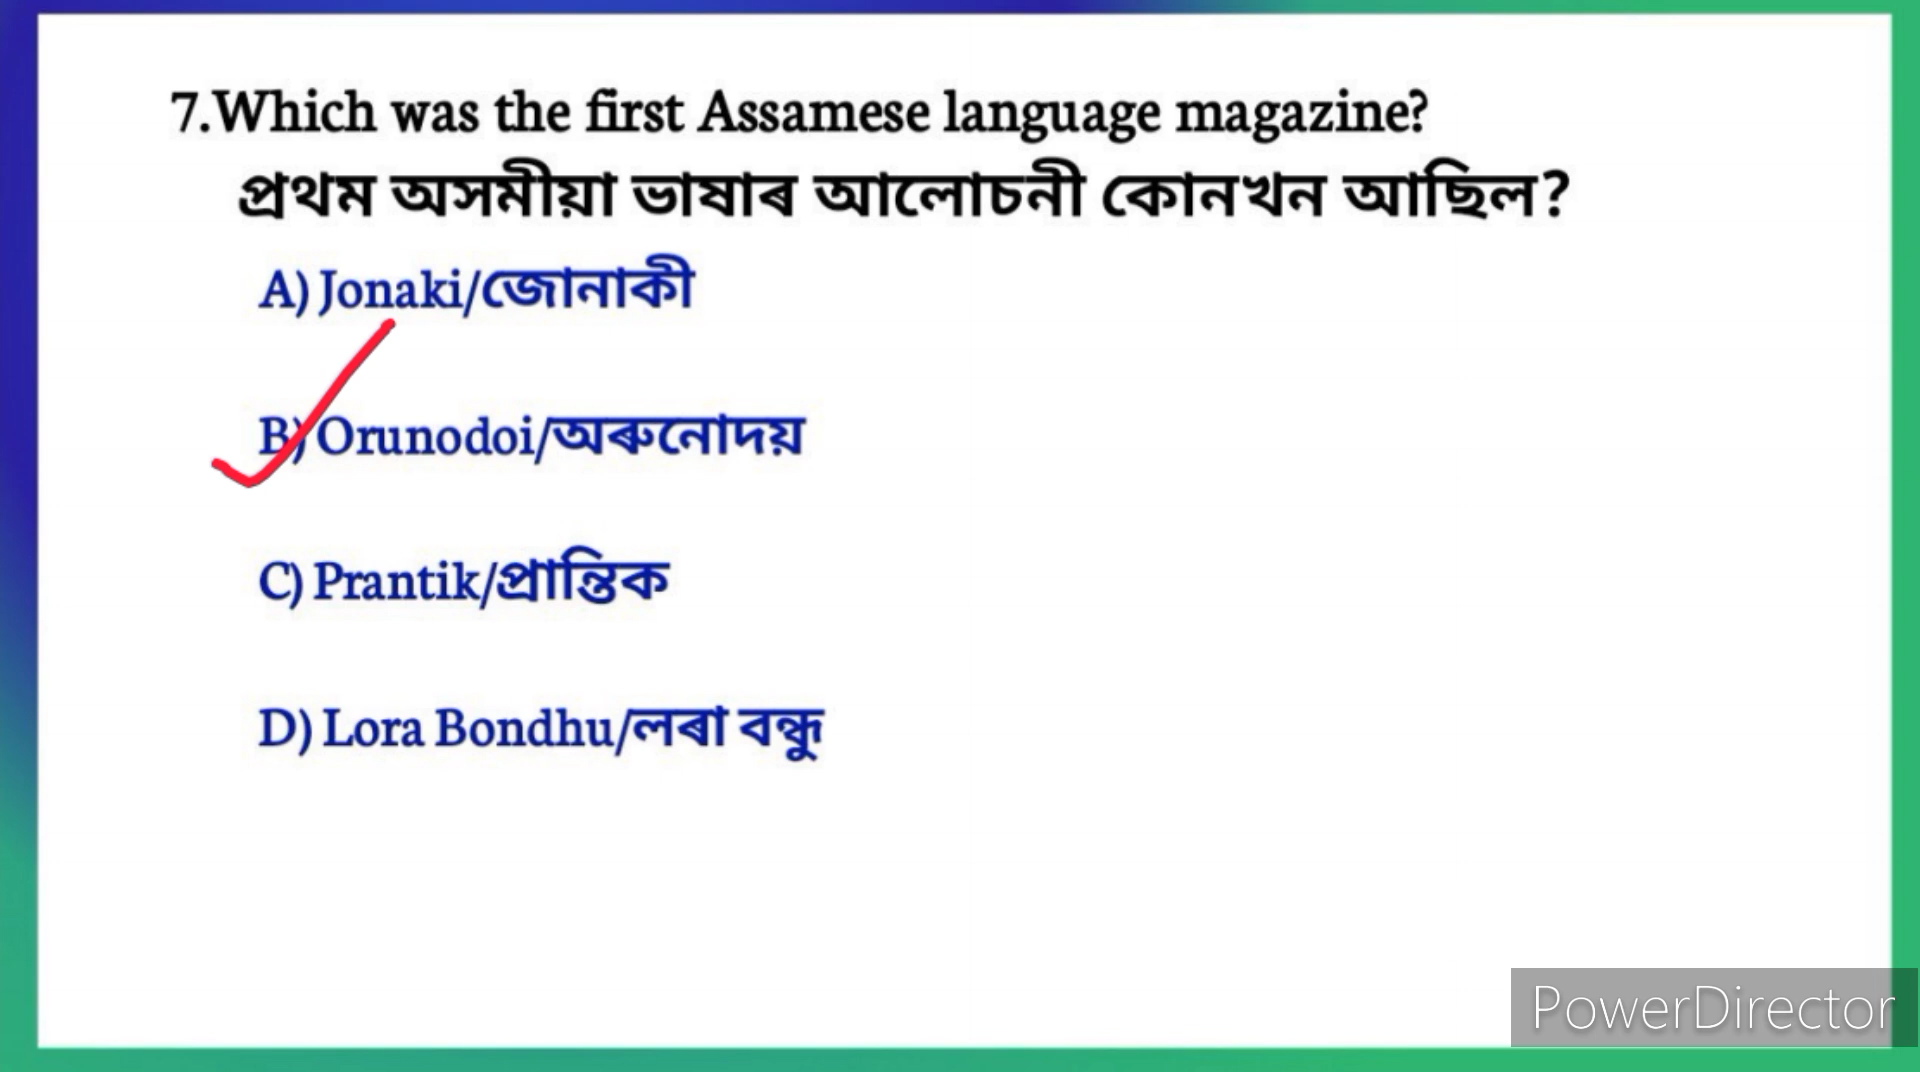 7.Which was the first Assamese language magazine?
প্ৰথম অসমীয়া ভাষাৰ আলোচনী কোনখন আছিল?
A) Jonaki/জোনাকী
B) Orunodoi/অৰুনোদয়
C) Prantik/প্ৰান্তিক
D) Lora Bondhu/লৰা বন্ধু
PowerDirector